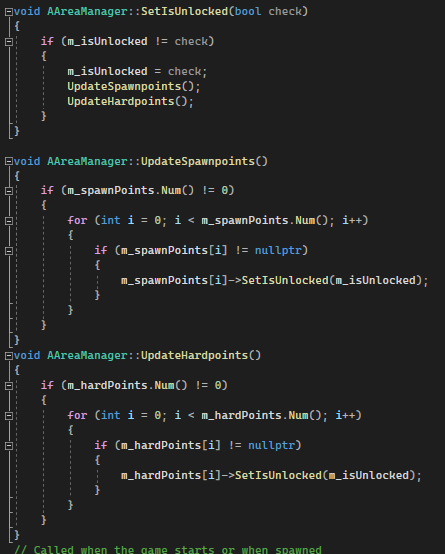 void AAreaManager::SetIsUnlocked(bool check)
{
    if (m_isUnlocked != check)
    {
        m_isUnlocked = check;
        UpdateSpawnpoints();
        UpdateHardpoints();
    }
}

void AAreaManager::UpdateSpawnpoints()
{
    if (m_spawnPoints.Num() != 0)
    {
        for (int i = 0; i < m_spawnPoints.Num(); i++)
        {
            if (m_spawnPoints[i] != nullptr)
            {
                m_spawnPoints[i]->SetIsUnlocked(m_isUnlocked);
            }
        }
    }
}
void AAreaManager::UpdateHardpoints()
{
    if (m_hardPoints.Num() != 0)
    {
        for (int i = 0; i < m_hardPoints.Num(); i++)
        {
            if (m_hardPoints[i] != nullptr)
            {
                m_hardPoints[i]->SetIsUnlocked(m_isUnlocked);
            }
        }
    }
}
// Called when the game starts or when spawned